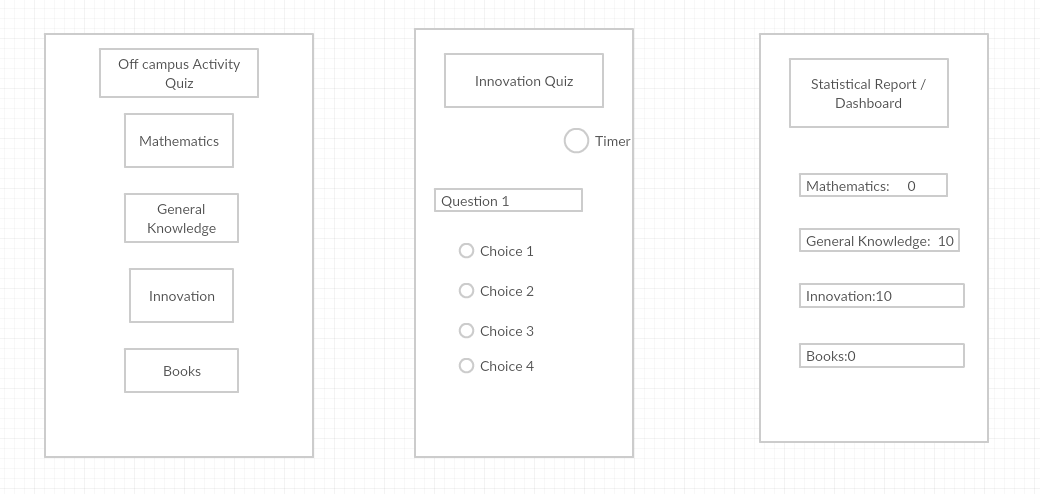 Off campus Activity
Quiz
Mathematics
General
Knowledge
Innovation
Books
Innovation Quiz
Timer
Question 1
Choice 1
Choice 2
Choice 3
Choice 4
Statistical Report /
Dashboard
Mathematics: 0
General Knowledge: 10
Innovation:10
Books:0